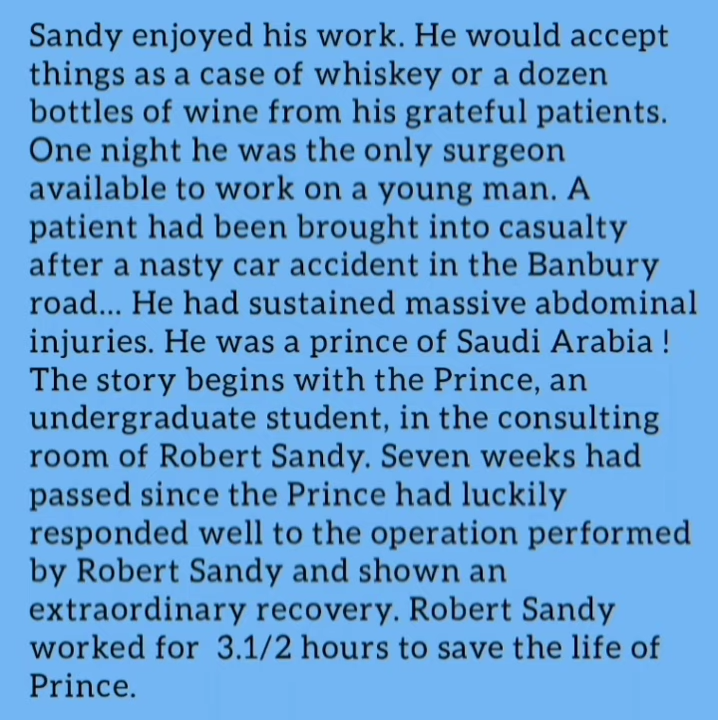 Sandy enjoyed his work. He would accept
things as a case of whiskey or a dozen
bottles of wine from his grateful patients.
One night he was the only surgeon
available to work on a young man. A
patient had been brought into casualty
after a nasty car accident in the Banbury
road... He had sustained massive abdominal
injuries. He was a prince of Saudi Arabia !
The story begins with the Prince, an
undergraduate student, in the consulting
room of Robert Sandy. Seven weeks had
passed since the Prince had luckily
responded well to the operation performed
by Robert Sandy and shown an
extraordinary recovery. Robert Sandy
worked for  3.1/2 hours to save the life of
Prince.